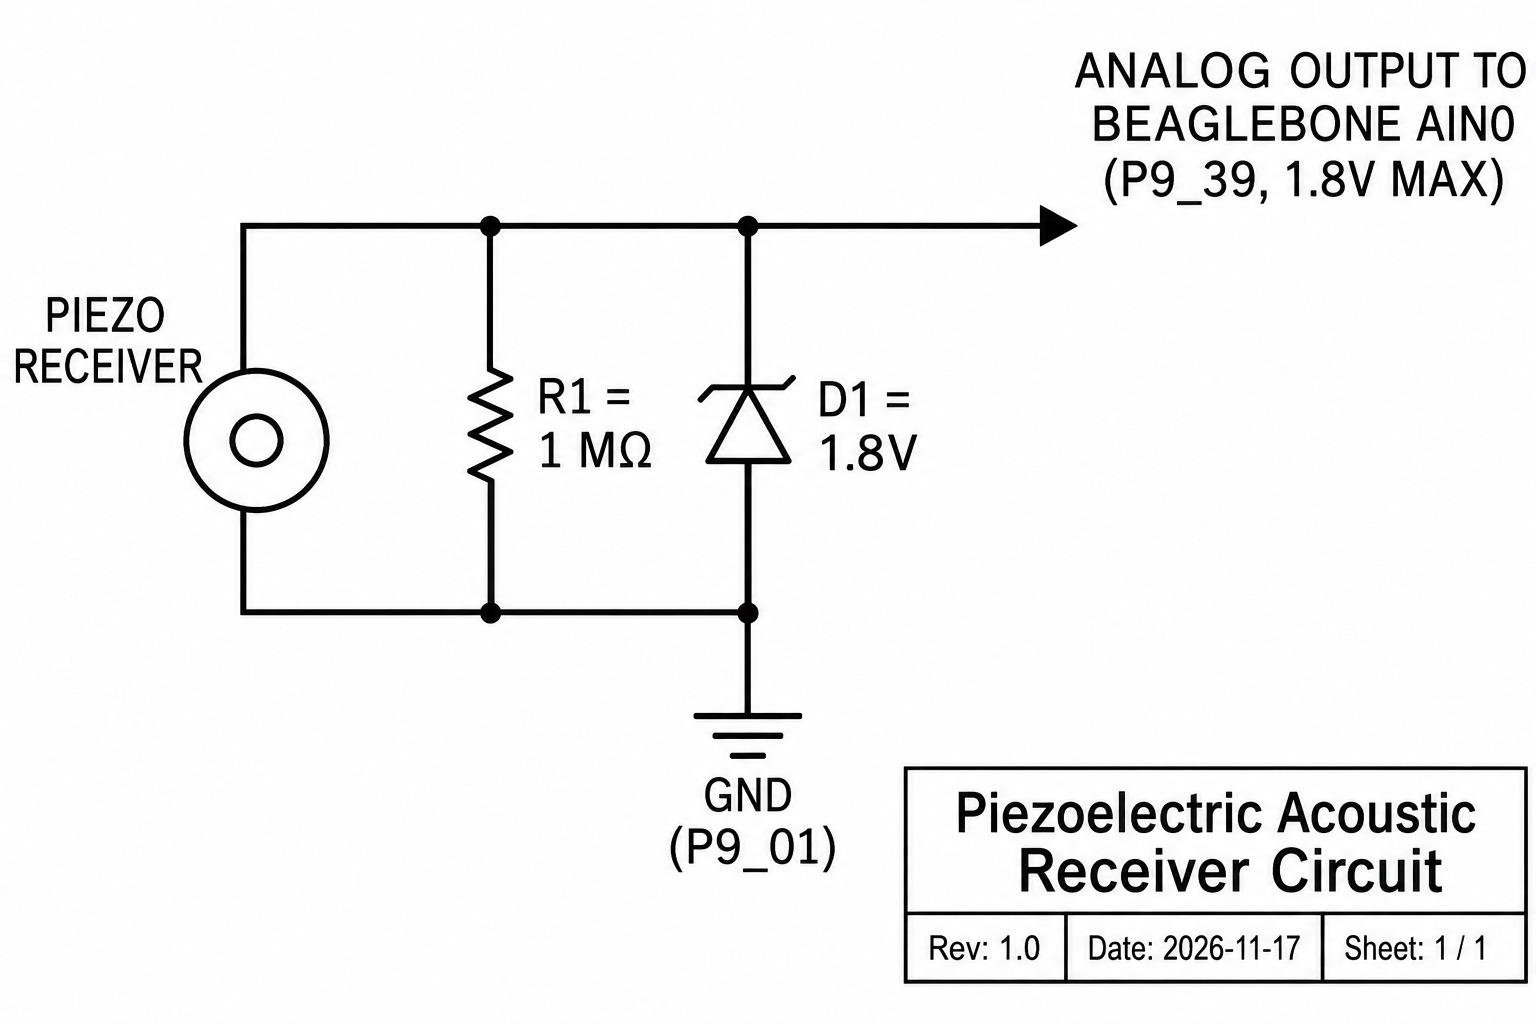 ANALOG OUTPUT TO
BEAGLEBONE AIN0
(P9_39, 1.8V MAX)
PIEZO
RECEIVER
R1 =
1 MΩ
D1 =
1.8V
GND
(P9_01)
Piezoelectric Acoustic
Receiver Circuit
Rev: 1.0
Date: 2026-11-17
Sheet: 1 / 1